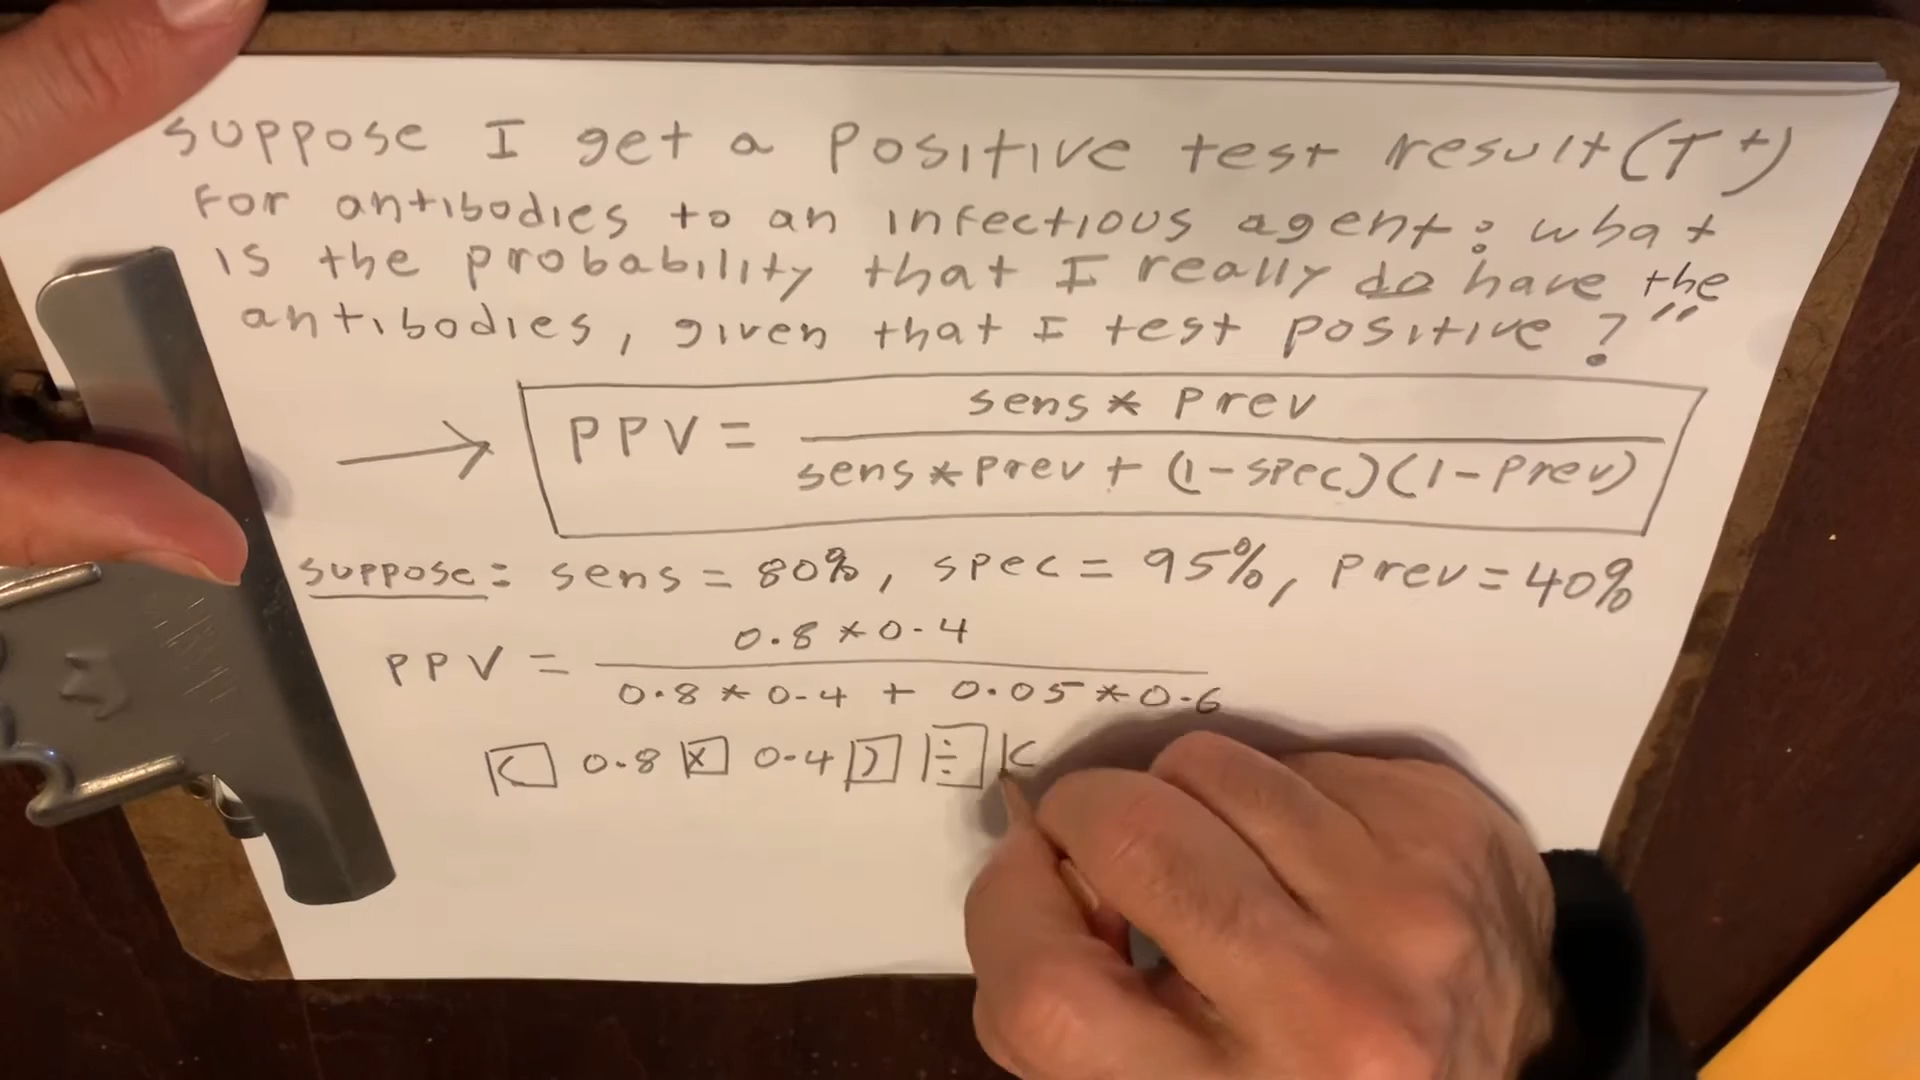 suppose I get a positive test result (T+)
for antibodies to an infectious agent: what
is the probability that I really do have the
antibodies, given that I test positive?"
→ PPV = sens * prev / sens * prev + (1 - spec)(1 - prev)
suppose: sens = 80%, spec = 95%, prev = 40%
PPV = 0.8 * 0.4 / 0.8 * 0.4 + 0.05 * 0.6
( 0.8 × 0.4 ) ÷ (